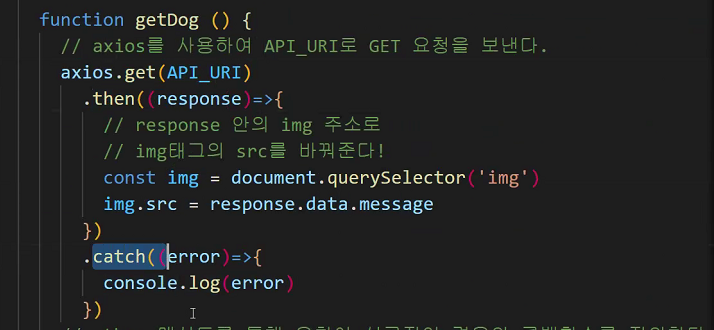 function getDog () {
// axios를 사용하여 API_URI로 GET 요청을 보낸다.
axios.get(API_URI)
.then((response)=>{
// response 안의 img 주소로
// img태그의 src를 바꿔준다!
const img = document.querySelector('img')
img.src = response.data.message
})
.catch((error)=>{
console.log(error)
})